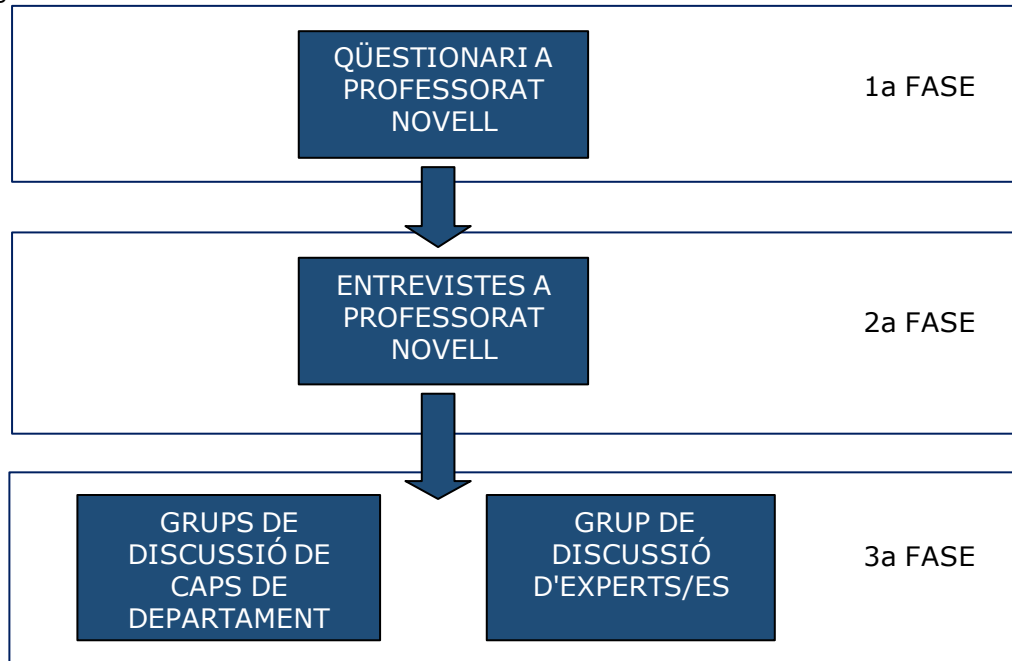 QÜESTIONARI A
PROFESSORAT
NOVELL
1a FASE
ENTREVISTES A
PROFESSORAT
NOVELL
2a FASE
GRUPS DE
DISCUSSIÓ DE
CAPS DE
DEPARTAMENT
GRUP DE
DISCUSSIÓ
D'EXPERTS/ES
3a FASE